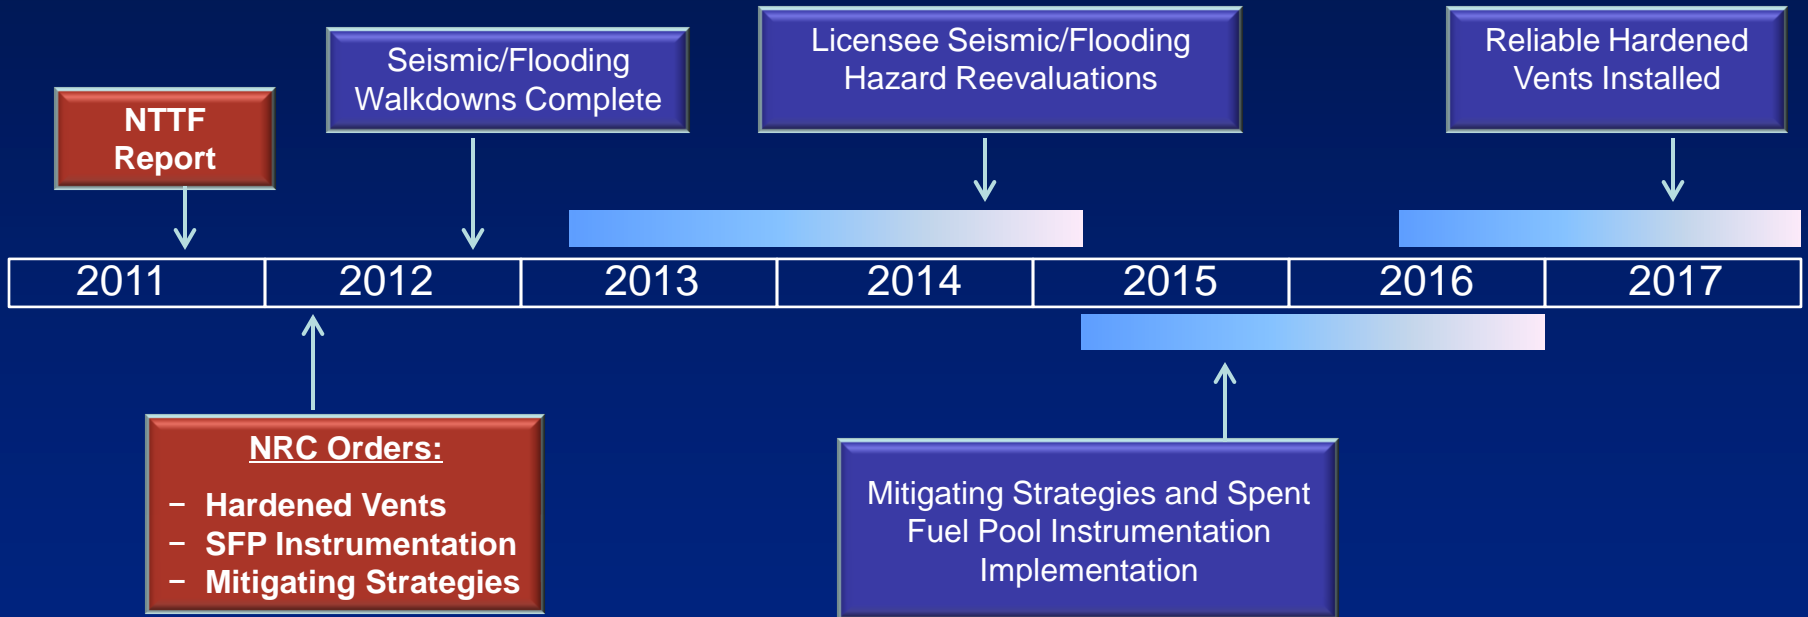 NTTF
Report
Seismic/Flooding
Walkdowns Complete
Licensee Seismic/Flooding
Hazard Reevaluations
Reliable Hardened
Vents Installed
2011 2012 2013 2014 2015 2016 2017
NRC Orders:
− Hardened Vents
− SFP Instrumentation
− Mitigating Strategies
Mitigating Strategies and Spent
Fuel Pool Instrumentation
Implementation